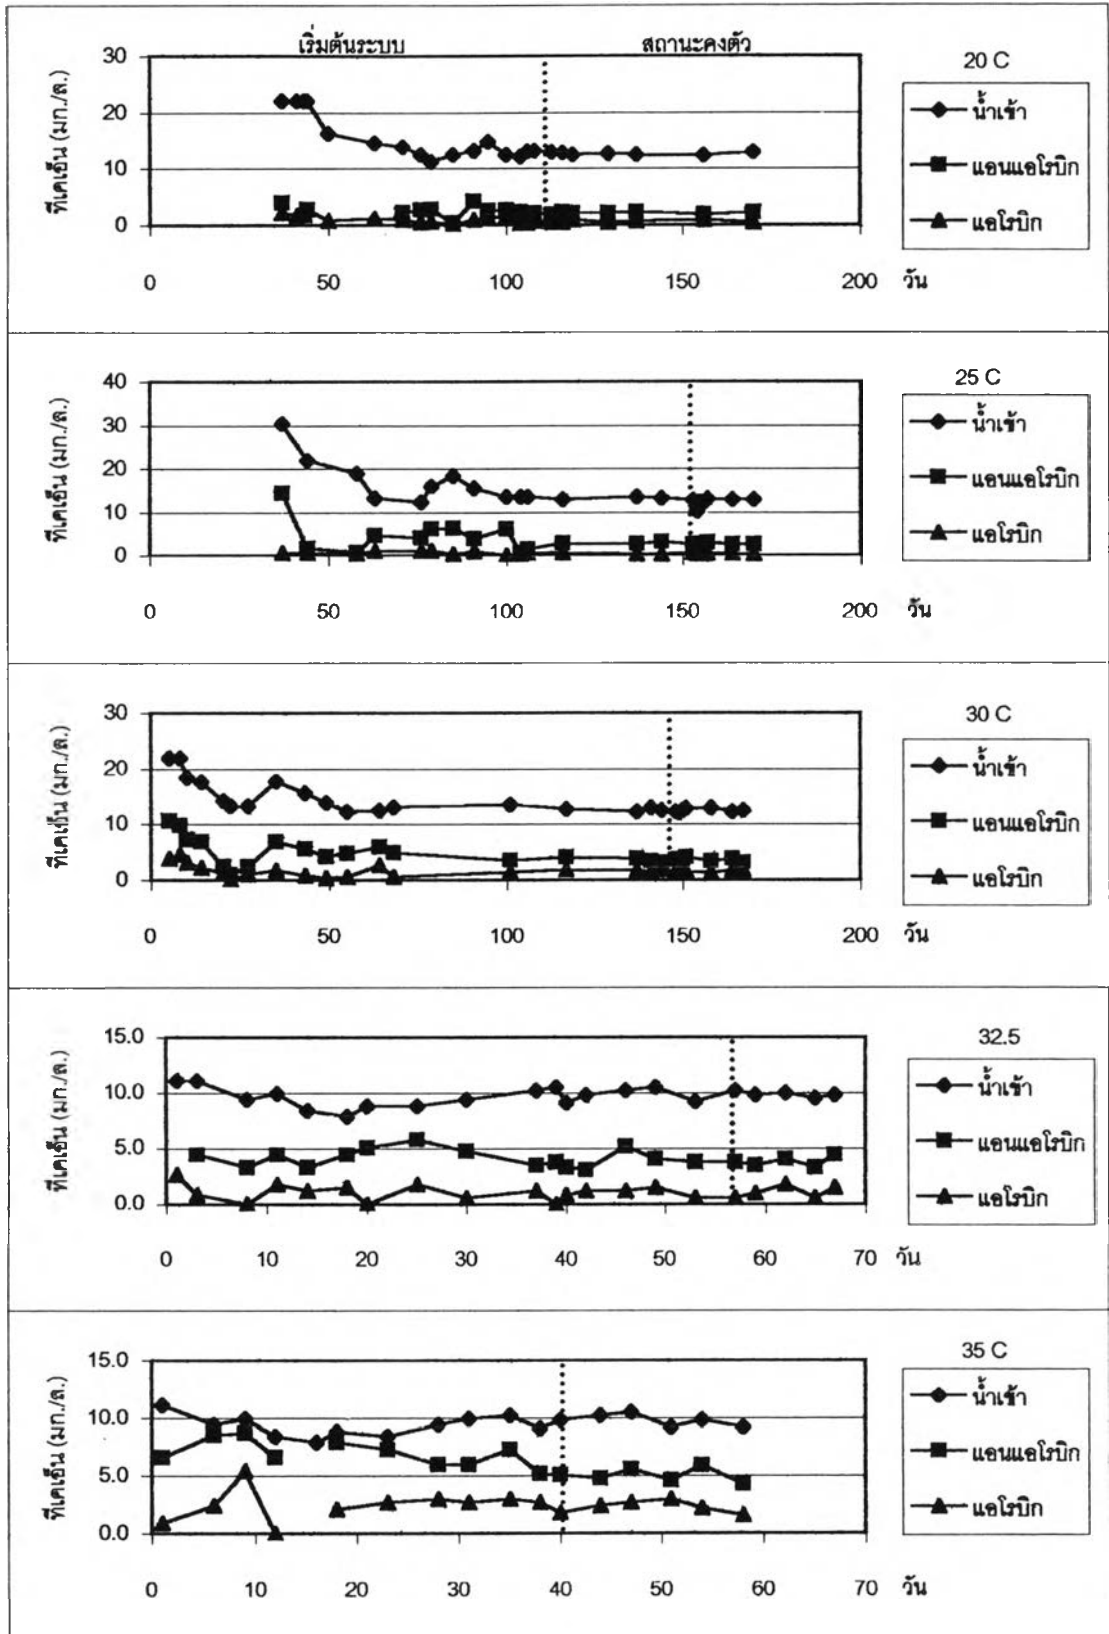 เริ่มต้นระบบ สถานะคงตัว
20 C
ทีเคเอ็น (มก./ล.)
30
20
10
0
0 50 100 150 200 วัน
น้ำเข้า
แอนแอโรบิก
แอโรบิก
25 C
ทีเคเอ็น (มก./ล.)
40
30
20
10
0
0 50 100 150 200 วัน
น้ำเข้า
แอนแอโรบิก
แอโรบิก
30 C
ทีเคเอ็น (มก./ล.)
30
20
10
0
0 50 100 150 200 วัน
น้ำเข้า
แอนแอโรบิก
แอโรบิก
32.5
ทีเคเอ็น (มก./ล.)
15.0
10.0
5.0
0.0
0 10 20 30 40 50 60 70 วัน
น้ำเข้า
แอนแอโรบิก
แอโรบิก
35 C
ทีเคเอ็น (มก./ล.)
15.0
10.0
5.0
0.0
0 10 20 30 40 50 60 70 วัน
น้ำเข้า
แอนแอโรบิก
แอโรบิก